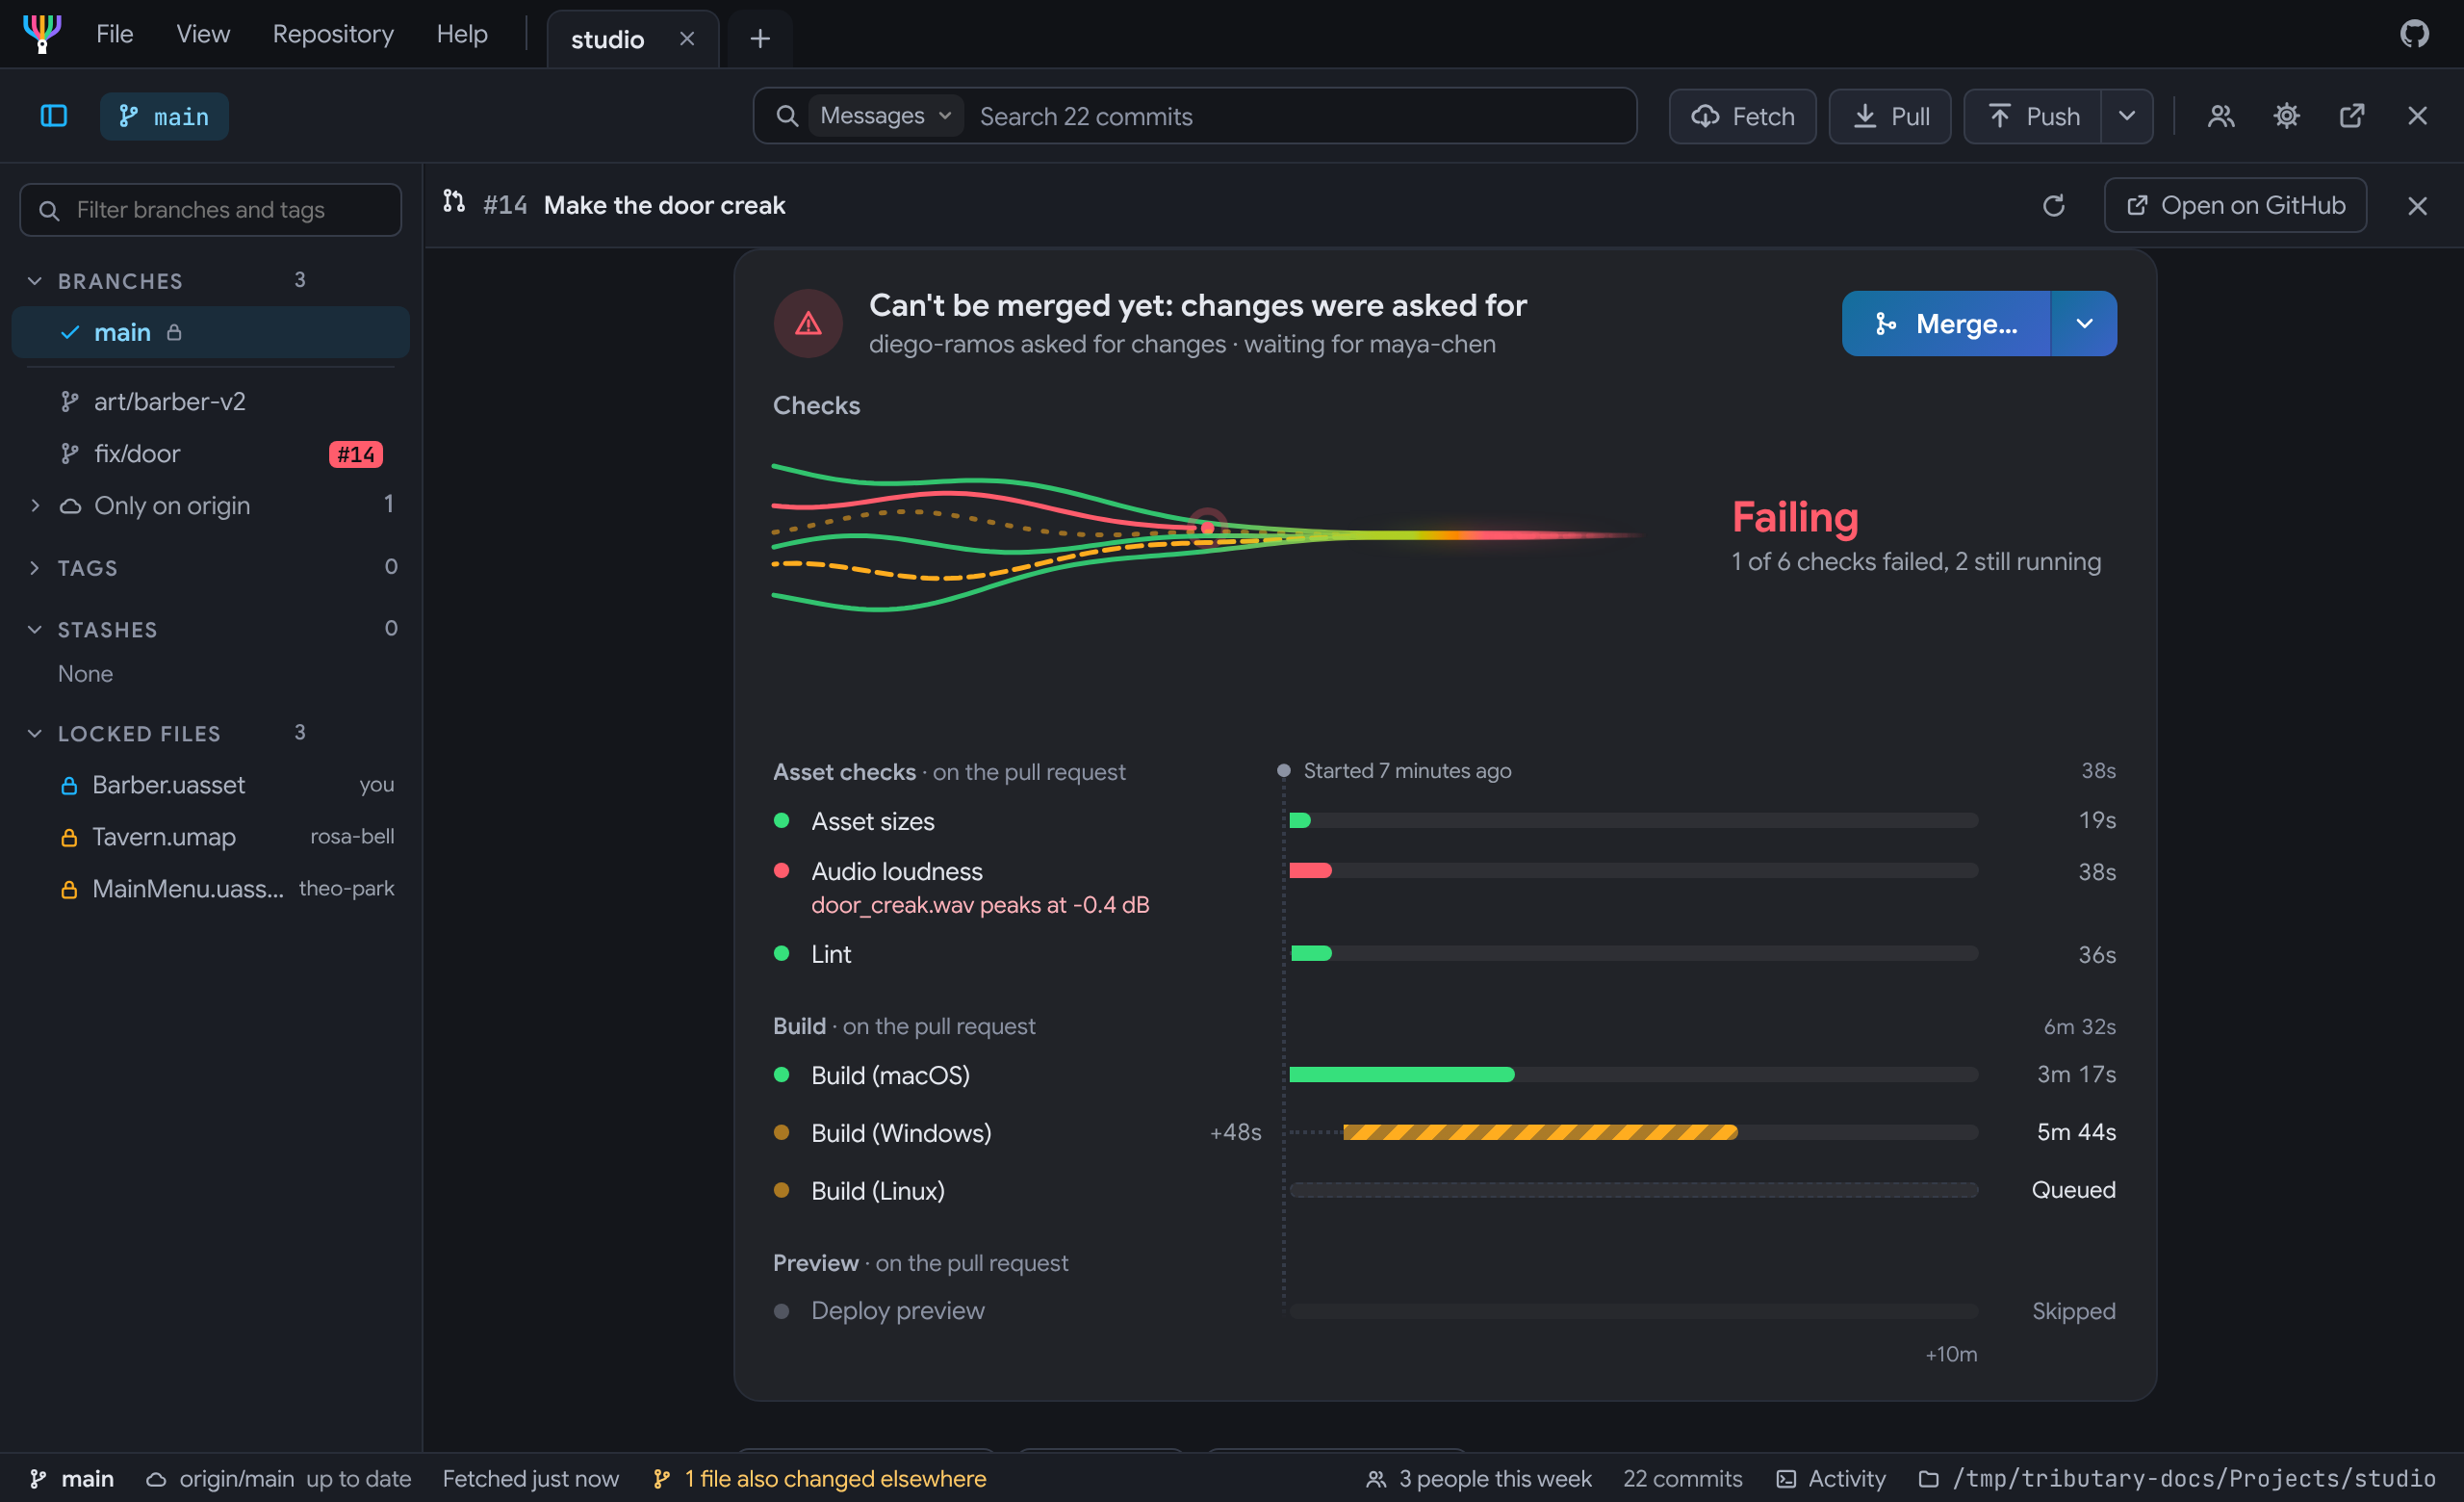 File View Repository Help studio
main Messages Search 22 commits Fetch Pull Push
Filter branches and tags
BRANCHES 3
main
art/barber-v2
fix/door #14
Only on origin 1
TAGS 0
STASHES 0
None
LOCKED FILES 3
Barber.uasset you
Tavern.umap rosa-bell
MainMenu.uass... theo-park
#14 Make the door creak Open on GitHub
Can't be merged yet: changes were asked for
diego-ramos asked for changes · waiting for maya-chen
Merge...
Checks
Failing
1 of 6 checks failed, 2 still running
Asset checks · on the pull request Started 7 minutes ago 38s
Asset sizes 19s
Audio loudness 38s
door_creak.wav peaks at -0.4 dB
Lint 36s
Build · on the pull request 6m 32s
Build (macOS) 3m 17s
Build (Windows) +48s 5m 44s
Build (Linux) Queued
Preview · on the pull request
Deploy preview Skipped
+10m
main origin/main up to date Fetched just now 1 file also changed elsewhere 3 people this week 22 commits Activity /tmp/tributary-docs/Projects/studio